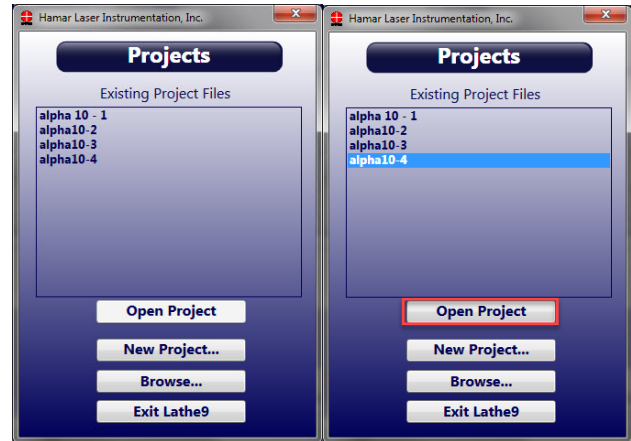 Hamar Laser Instrumentation, Inc.
Projects
Existing Project Files
alpha 10 - 1
alpha10-2
alpha10-3
alpha10-4
Open Project
New Project...
Browse...
Exit Lathe9
Hamar Laser Instrumentation, Inc.
Projects
Existing Project Files
alpha 10 - 1
alpha10-2
alpha10-3
alpha10-4
Open Project
New Project...
Browse...
Exit Lathe9